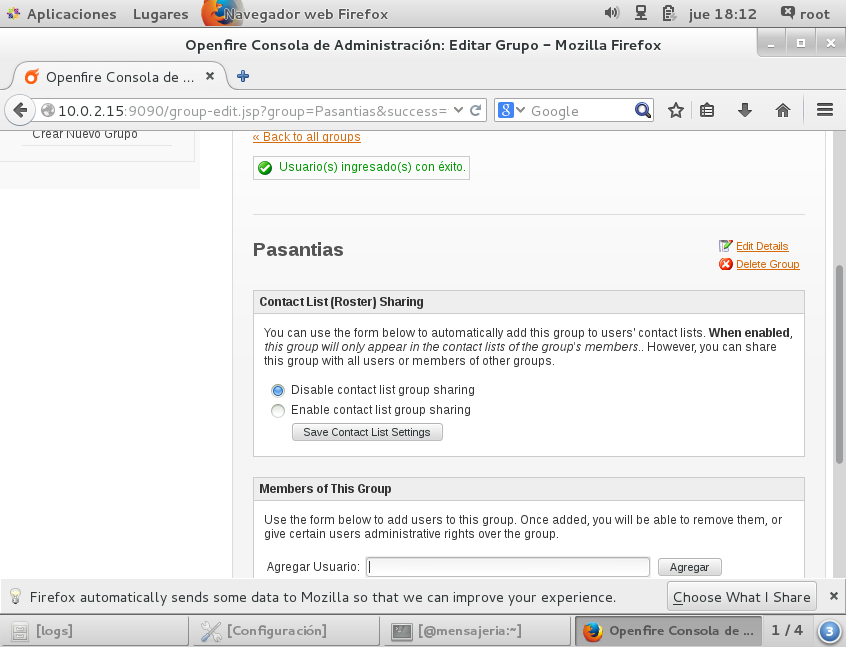 Aplicaciones Lugares Navegador web Firefox jue 18:12 root
Openfire Consola de Administración: Editar Grupo - Mozilla Firefox
Openfire Consola de ...
10.0.2.15:9090/group-edit.jsp?group=Pasantias&success= Google
Crear Nuevo Grupo
« Back to all groups
Usuario(s) ingresado(s) con éxito.
Pasantias
Edit Details
Delete Group
Contact List (Roster) Sharing
You can use the form below to automatically add this group to users' contact lists. When enabled,
this group will only appear in the contact lists of the group's members.. However, you can share
this group with all users or members of other groups.
Disable contact list group sharing
Enable contact list group sharing
Save Contact List Settings
Members of This Group
Use the form below to add users to this group. Once added, you will be able to remove them, or
give certain users administrative rights over the group.
Agregar Usuario: Agregar
Firefox automatically sends some data to Mozilla so that we can improve your experience. Choose What I Share
[logs] [Configuración] [@mensajeria:~] Openfire Consola de ... 1 / 4 3